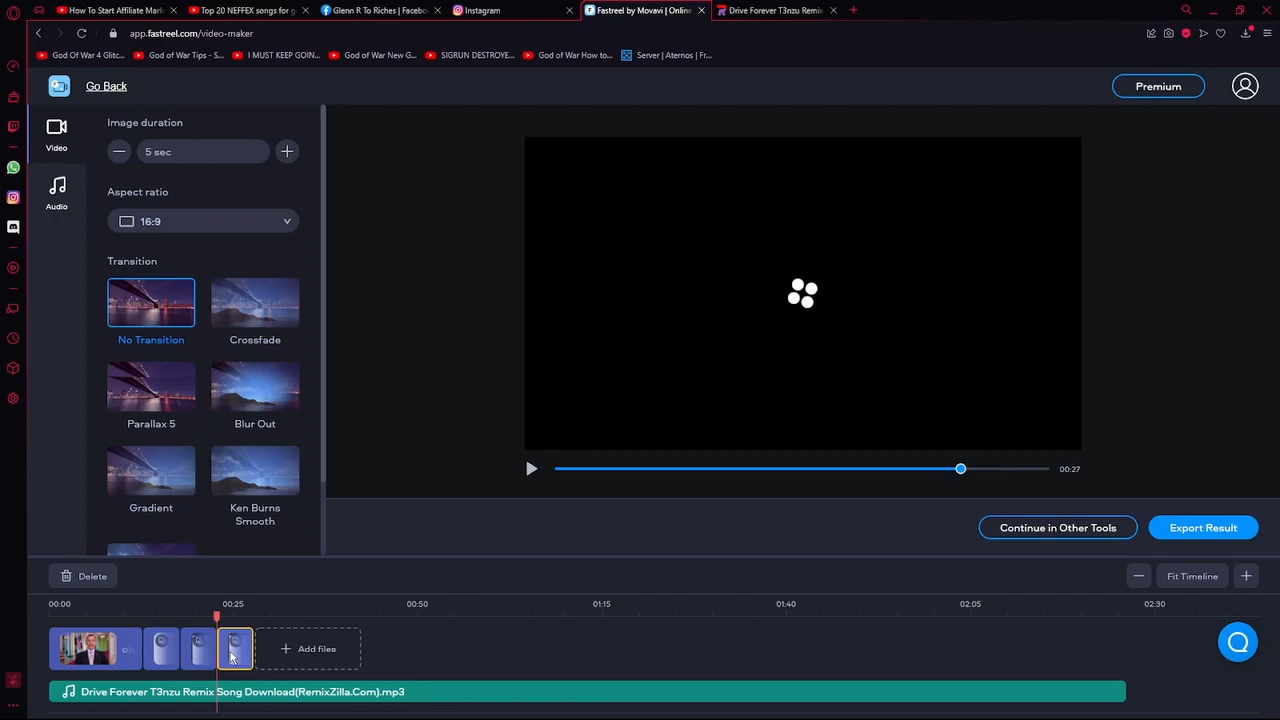 How To Start Affiliate Mark
Top 20 NEFFEX songs for g
Glenn R To Riches | Facebo
Instagram
Fastreel by Movavi | Online
Drive Forever T3nzu Remix
app.fastreel.com/video-maker
God Of War 4 Glitc...
God of War Tips - S...
I MUST KEEP GOIN...
God of War New G...
SIGRUN DESTROYE...
God of War How to...
Server | Aternos | Fr...
Go Back
Premium
Video
Audio
Image duration
5 sec
Aspect ratio
16:9
Transition
No Transition
Crossfade
Parallax 5
Blur Out
Gradient
Ken Burns
Smooth
00:27
Continue in Other Tools
Export Result
Delete
Fit Timeline
00:00
00:25
00:50
01:15
01:40
02:05
02:30
Add files
Drive Forever T3nzu Remix Song Download(RemixZilla.Com).mp3